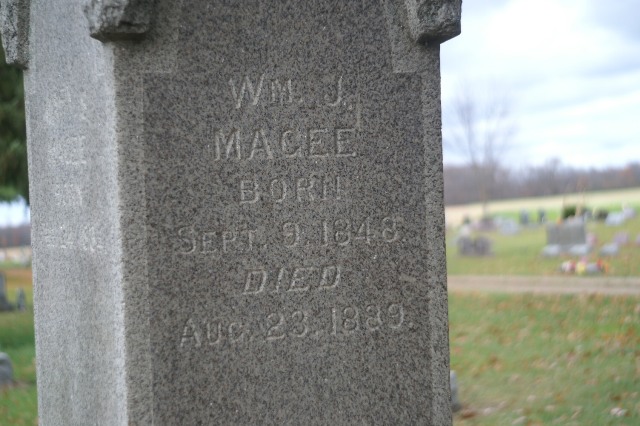 WM. J.
MAGEE
BORN
SEPT. 9. 1848.
DIED
AUG. 23. 1889.